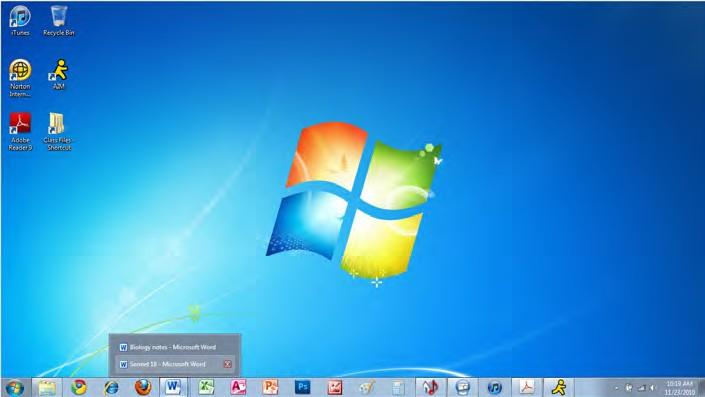 iTunes
Recycle Bin
Norton
Intern...
AIM
Adobe
Reader 9
Class Files -
Shortcut
Biology notes - Microsoft Word
Sonnet 18 - Microsoft Word
Ps
10:19 AM
11/23/2010